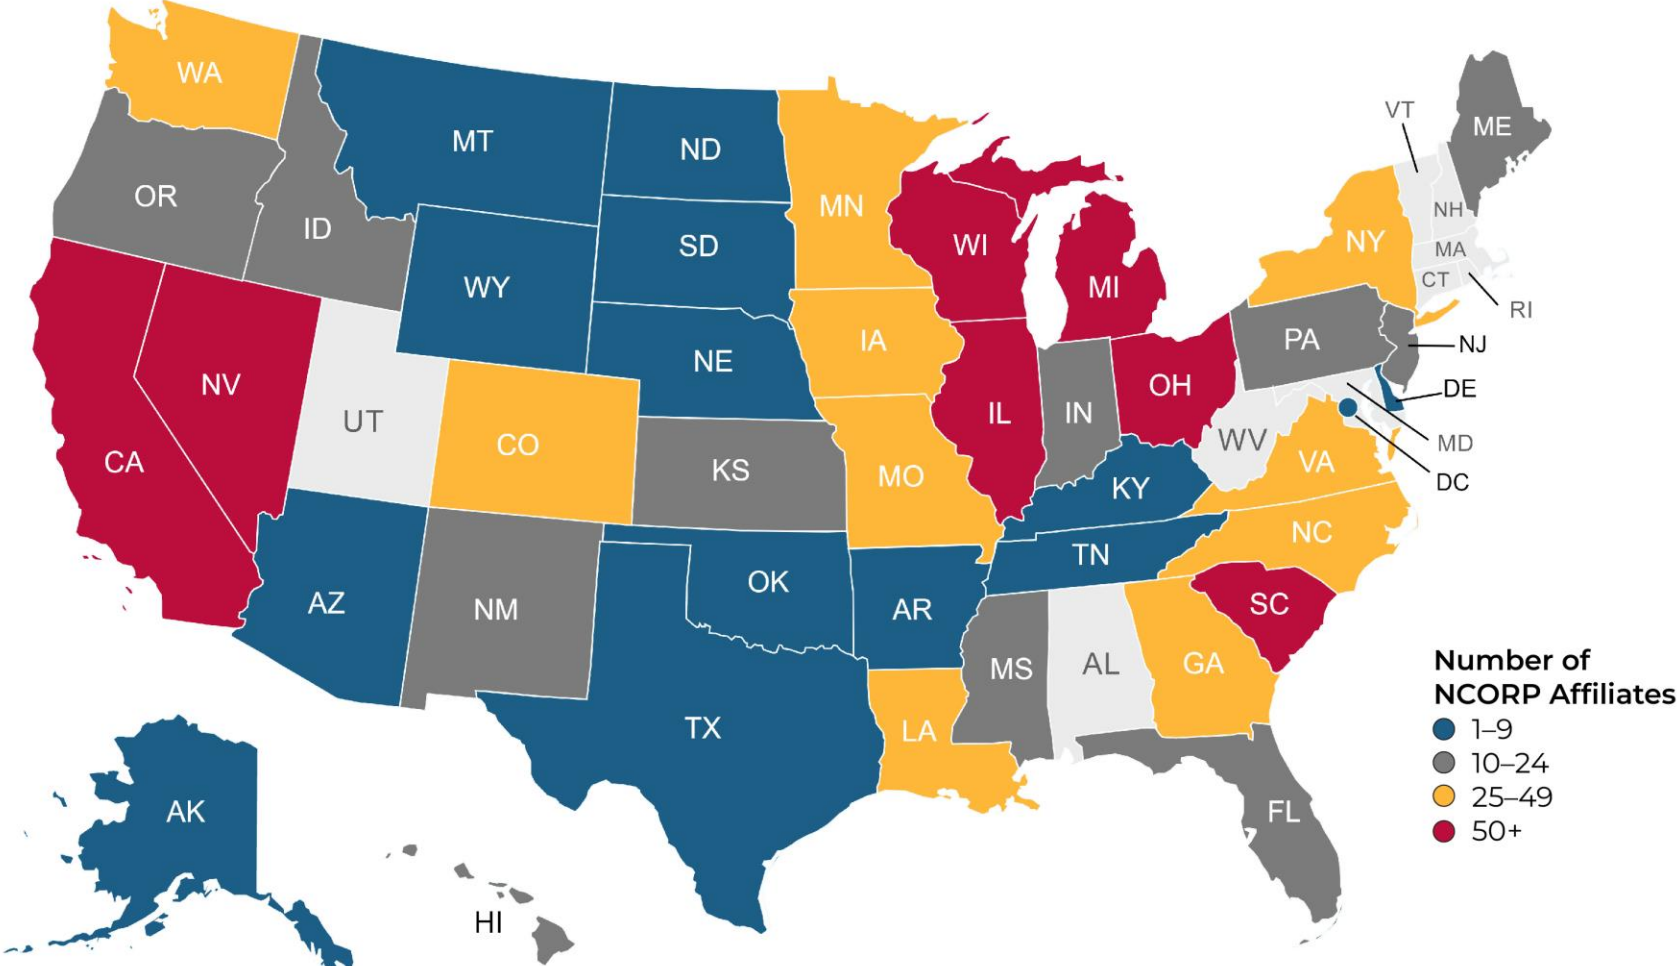 WA
MT
ND
MN
VT
ME
OR
ID
SD
WI
NH
NY
MA
WY
MI
CT
RI
NE
IA
PA
NJ
NV
UT
IL
IN
OH
DE
CA
CO
KS
MO
WV
VA
MD
DC
KY
NC
TN
AZ
NM
OK
AR
SC
MS
AL
GA
TX
LA
FL
AK
HI
Number of
NCORP Affiliates
1–9
10–24
25–49
50+